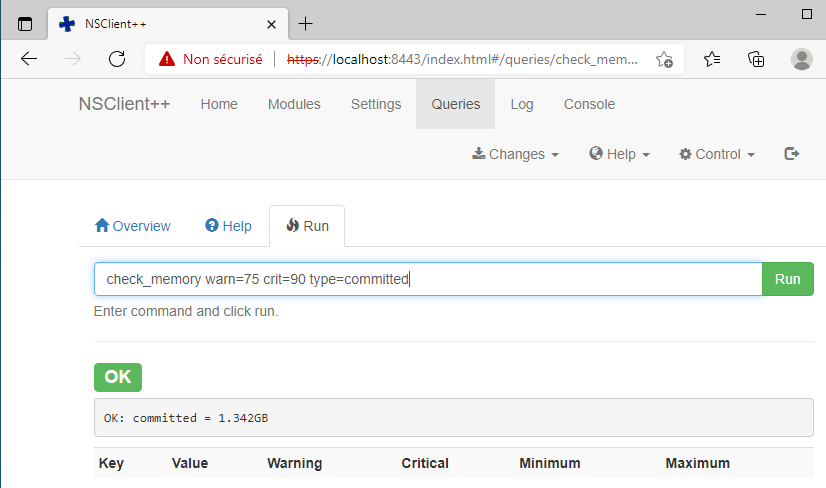 NSClient++
Non sécurisé https://localhost:8443/index.html#/queries/check_mem...
NSClient++ Home Modules Settings Queries Log Console
Changes Help Control
Overview Help Run
check_memory warn=75 crit=90 type=committed Run
Enter command and click run.
OK
OK: committed = 1.342GB
Key Value Warning Critical Minimum Maximum